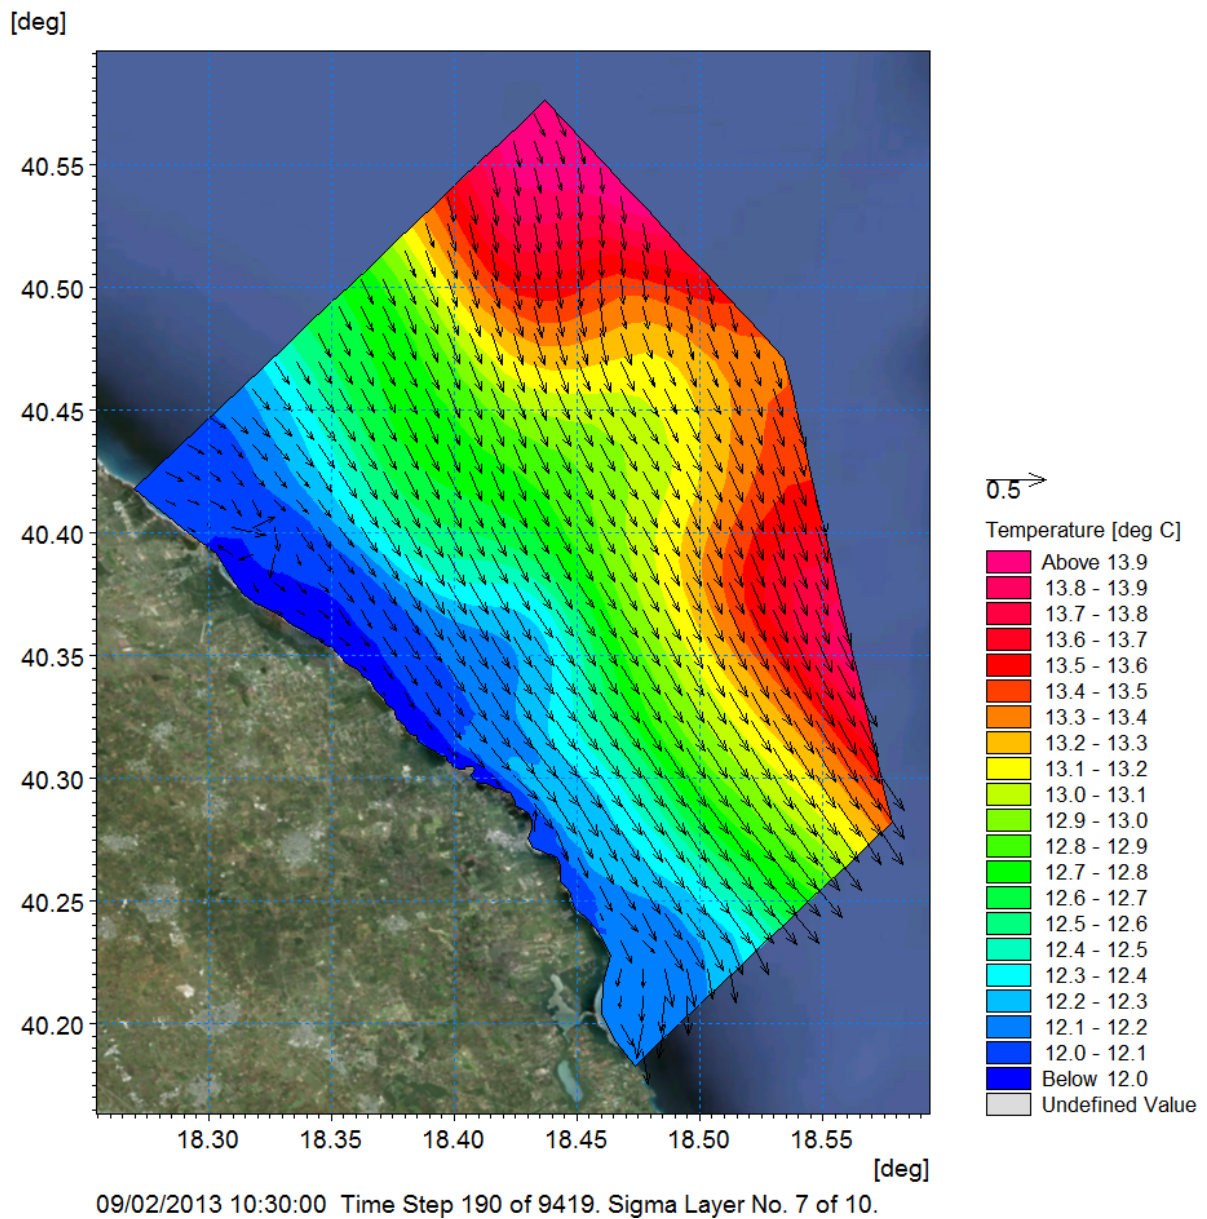 [deg]
40.55
40.50
40.45
40.40
40.35
40.30
40.25
40.20
18.30 18.35 18.40 18.45 18.50 18.55
[deg]
0.5
Temperature [deg C]
Above 13.9
13.8 - 13.9
13.7 - 13.8
13.6 - 13.7
13.5 - 13.6
13.4 - 13.5
13.3 - 13.4
13.2 - 13.3
13.1 - 13.2
13.0 - 13.1
12.9 - 13.0
12.8 - 12.9
12.7 - 12.8
12.6 - 12.7
12.5 - 12.6
12.4 - 12.5
12.3 - 12.4
12.2 - 12.3
12.1 - 12.2
12.0 - 12.1
Below 12.0
Undefined Value
09/02/2013 10:30:00 Time Step 190 of 9419. Sigma Layer No. 7 of 10.